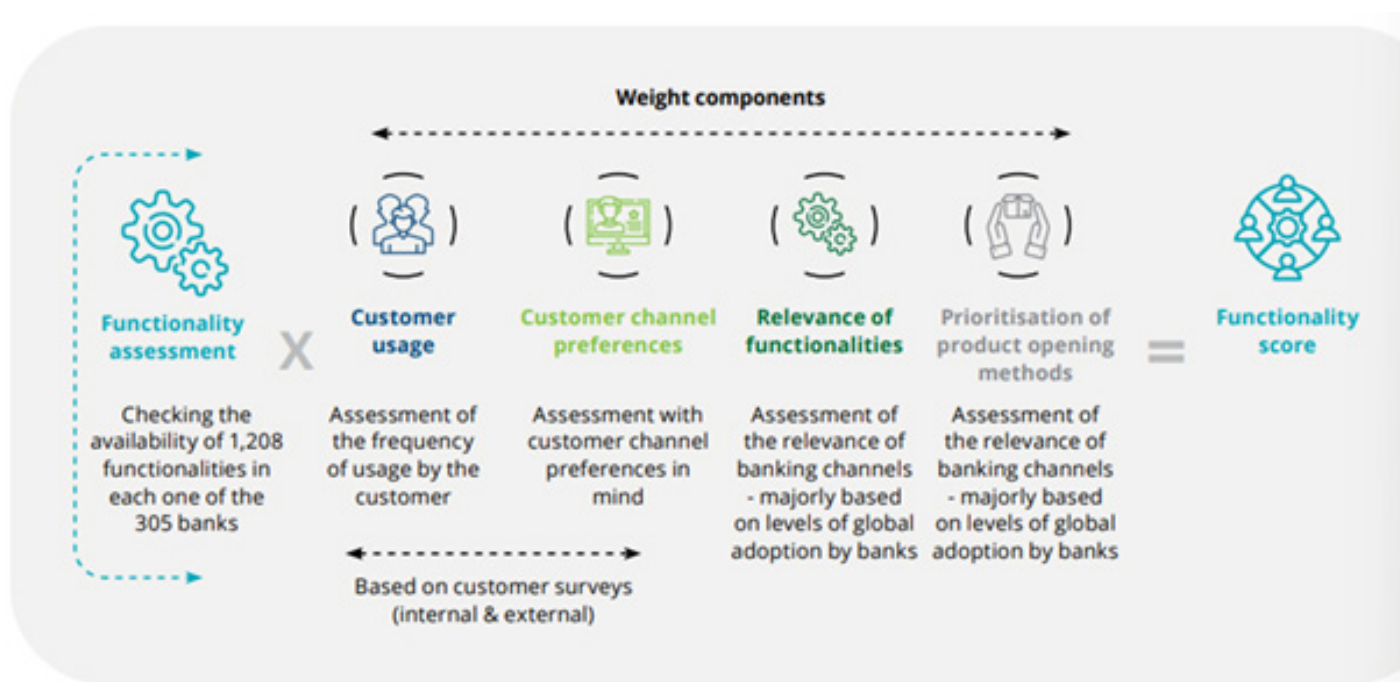 Weight components
Functionality
assessment
X
Customer
usage
Customer channel
preferences
Relevance of
functionalities
Prioritisation of
product opening
methods
=
Functionality
score
Checking the
availability of 1,208
functionalities in
each one of the
305 banks
Assessment of
the frequency
of usage by the
customer
Assessment with
customer channel
preferences in
mind
Assessment of
the relevance of
banking channels
- majorly based
on levels of global
adoption by banks
Assessment of
the relevance of
banking channels
- majorly based
on levels of global
adoption by banks
Based on customer surveys
(internal & external)